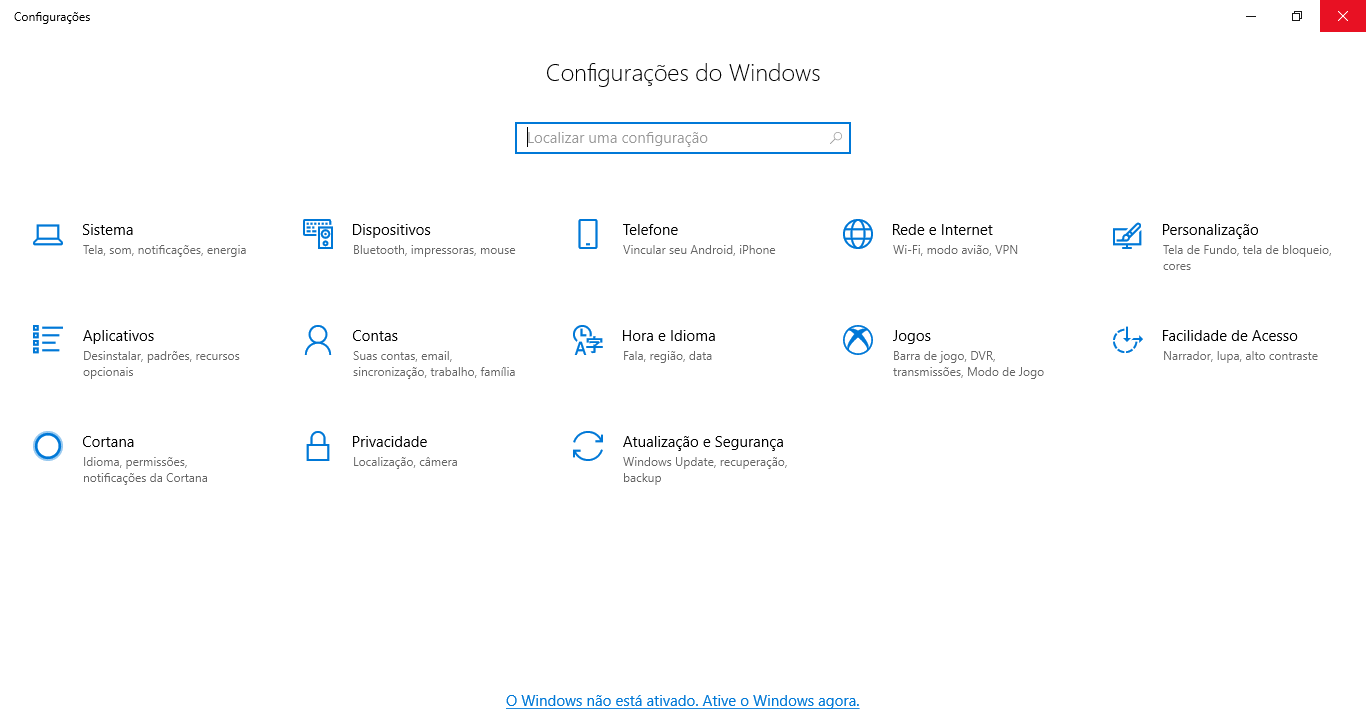 Configurações
Configurações do Windows
Localizar uma configuração
Sistema
Tela, som, notificações, energia
Dispositivos
Bluetooth, impressoras, mouse
Telefone
Vincular seu Android, iPhone
Rede e Internet
Wi-Fi, modo avião, VPN
Personalização
Tela de Fundo, tela de bloqueio,
cores
Aplicativos
Desinstalar, padrões, recursos
opcionais
Contas
Suas contas, email,
sincronização, trabalho, família
Hora e Idioma
Fala, região, data
Jogos
Barra de jogo, DVR,
transmissões, Modo de Jogo
Facilidade de Acesso
Narrador, lupa, alto contraste
Cortana
Idioma, permissões,
notificações da Cortana
Privacidade
Localização, câmera
Atualização e Segurança
Windows Update, recuperação,
backup
O Windows não está ativado. Ative o Windows agora.